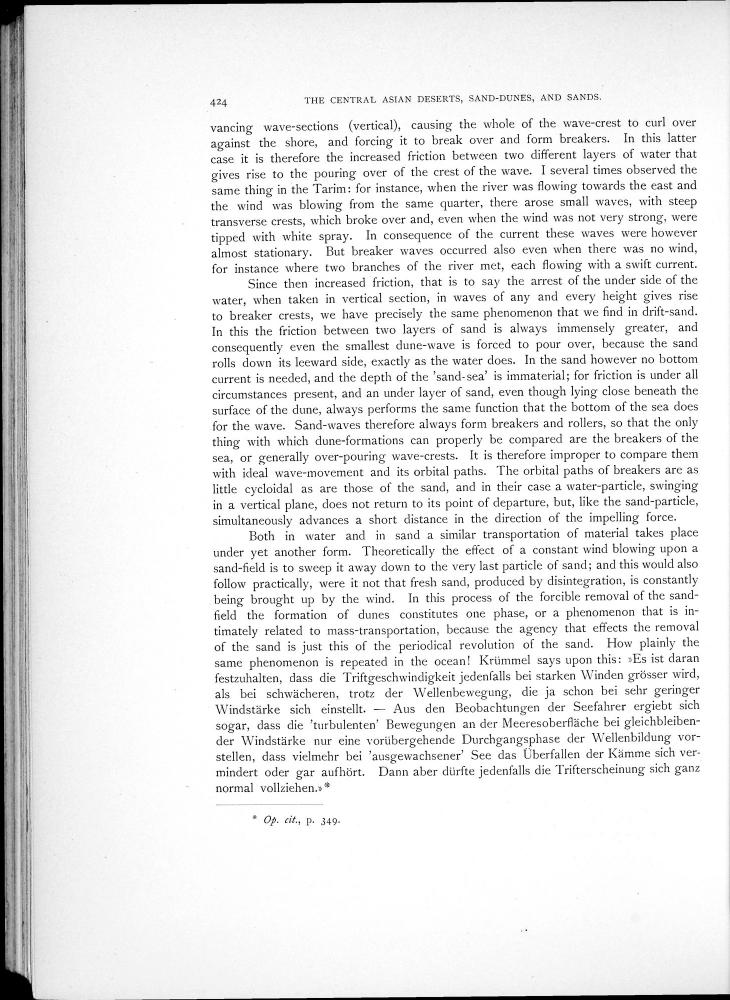 424 THE CENTRAL ASIAN DESERTS, SAND-DUNES, AND SANDS.
vancing wave-sections (vertical), causing the whole of the wave-crest to curl over
against the shore, and forcing it to break over and form breakers. In this latter
case it is therefore the increased friction between two different layers of water that
gives rise to the pouring over of the crest of the wave. I several times observed the
same thing in the Tarim: for instance, when the river was flowing towards the east and
the wind was blowing from the same quarter, there arose small waves, with steep
transverse crests, which broke over and, even when the wind was not very strong, were
tipped with white spray. In consequence of the current these waves were however
almost stationary. But breaker waves occurred also even when there was no wind,
for instance where two branches of the river met, each flowing with a swift current.
Since then increased friction, that is to say the arrest of the under side of the
water, when taken in vertical section, in waves of any and every height gives rise
to breaker crests, we have precisely the same phenomenon that we find in drift-sand.
In this the friction between two layers of sand is always immensely greater, and
consequently even the smallest dune-wave is forced to pour over, because the sand
rolls down its leeward side, exactly as the water does. In the sand however no bottom
current is needed, and the depth of the 'sand-sea' is immaterial; for friction is under all
circumstances present, and an under layer of sand, even though lying close beneath the
surface of the dune, always performs the same function that the bottom of the sea does
for the wave. Sand-waves therefore always form breakers and rollers, so that the only
thing with which dune-formations can properly be compared are the breakers of the
sea, or generally over-pouring wave-crests. It is therefore improper to compare them
with ideal wave-movement and its orbital paths. The orbital paths of breakers are as
little cycloidal as are those of the sand, and in their case a water-particle, swinging
in a vertical plane, does not return to its point of departure, but, like the sand-particle,
simultaneously advances a short distance in the direction of the impelling force.
Both in water and in sand a similar transportation of material takes place
under yet another form. Theoretically the effect of a constant wind blowing upon a
sand-field is to sweep it away down to the very last particle of sand; and this would also
follow practically, were it not that fresh sand, produced by disintegration, is constantly
being brought up by the wind. In this process of the forcible removal of the sand-
field the formation of dunes constitutes one phase, or a phenomenon that is in-
timately related to mass-transportation, because the agency that effects the removal
of the sand is just this of the periodical revolution of the sand. How plainly the
same phenomenon is repeated in the ocean! Krümmel says upon this: »Es ist daran
festzuhalten, dass die Triftgeschwindigkeit jedenfalls bei starken Winden grösser wird,
als bei schwächeren, trotz der Wellenbewegung, die ja schon bei sehr geringer
Windstärke sich einstellt. — Aus den Beobachtungen der Seefahrer ergiebt sich
sogar, dass die 'turbulenten' Bewegungen an der Meeresoberfläche bei gleichbleiben-
der Windstärke nur eine vorübergehende Durchgangsphase der Wellenbildung vor-
stellen, dass vielmehr bei 'ausgewachsener' See das Überfallen der Kämme sich ver-
mindert oder gar aufhört. Dann aber dürfte jedenfalls die Trifterscheinung sich ganz
normal vollziehen.»*
* Op. cit., p. 349.